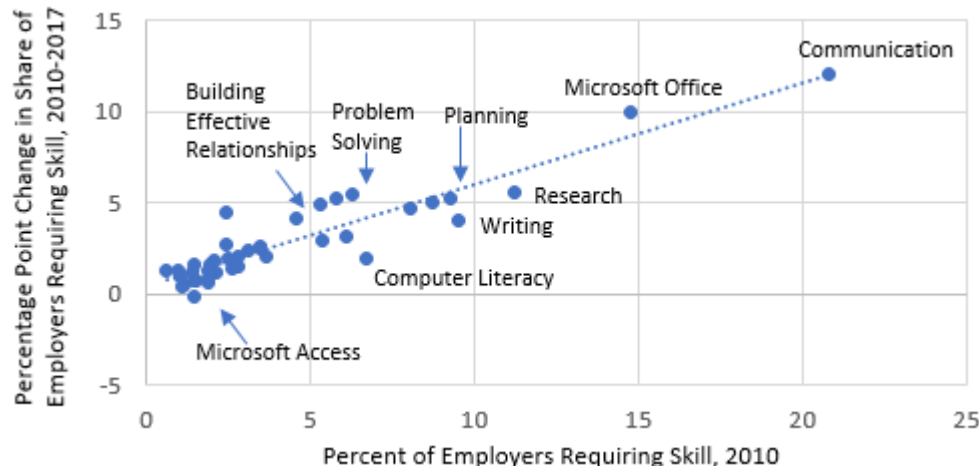 Percentage Point Change in Share of
Employers Requiring Skill, 2010-2017
15
10
5
0
-5
Communication
Microsoft Office
Building
Effective
Relationships
Problem
Solving
Planning
Research
Writing
Computer Literacy
Microsoft Access
0
5
10
15
20
25
Percent of Employers Requiring Skill, 2010